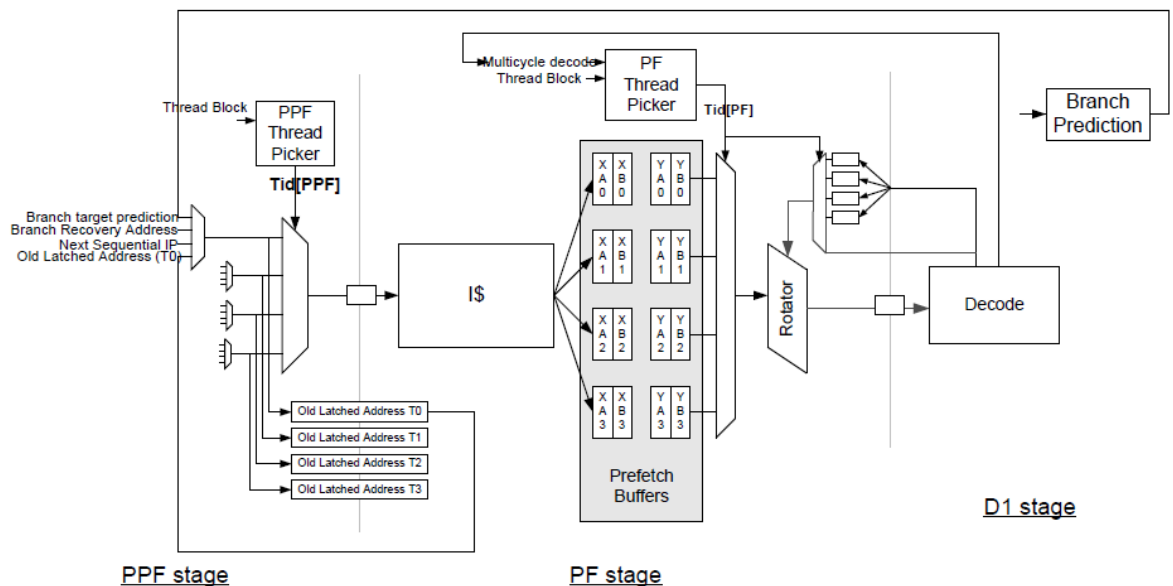 Multicycle decode
Thread Block
PF
Thread
Picker
Tid[PF]
Branch
Prediction
Thread Block
PPF
Thread
Picker
Tid[PPF]
Branch target prediction
Branch Recovery Address
Next Sequential IP
Old Latched Address (T0)
I$
X A 0
X B 0
Y A 0
Y B 0
X A 1
X B 1
Y A 1
Y B 1
X A 2
X B 2
Y A 2
Y B 2
X A 3
X B 3
Y A 3
Y B 3
Prefetch
Buffers
Rotator
Decode
Old Latched Address T0
Old Latched Address T1
Old Latched Address T2
Old Latched Address T3
D1 stage
PPF stage
PF stage